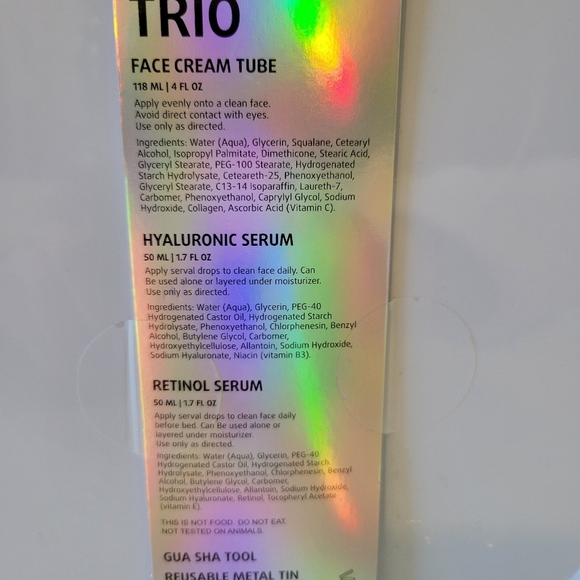 TRIO
FACE CREAM TUBE
118 ML | 4 FL OZ
Apply evenly onto a clean face.
Avoid direct contact with eyes.
Use only as directed.
Ingredients: Water (Aqua), Glycerin, Squalane, Cetearyl
Alcohol, Isopropyl Palmitate, Dimethicone, Stearic Acid,
Glyceryl Stearate, PEG-100 Stearate, Hydrogenated
Starch Hydrolysate, Ceteareth-25, Phenoxyethanol,
Glyceryl Stearate, C13-14 Isoparaffin, Laureth-7,
Carbomer, Phenoxyethanol, Caprylyl Glycol, Sodium
Hydroxide, Collagen, Ascorbic Acid (Vitamin C).
HYALURONIC SERUM
50 ML | 1.7 FL OZ
Apply serval drops to clean face daily. Can
Be used alone or layered under moisturizer.
Use only as directed.
Ingredients: Water (Aqua), Glycerin, PEG-40
Hydrogenated Castor Oil, Hydrogenated Starch
Hydrolysate, Phenoxyethanol, Chlorphenesin, Benzyl
Alcohol, Butylene Glycol, Carbomer,
Hydroxyethylcellulose, Allantoin, Sodium Hydroxide,
Sodium Hyaluronate, Niacin (vitamin B3).
RETINOL SERUM
50 ML | 1.7 FL OZ
Apply serval drops to clean face daily
before bed. Can Be used alone or
layered under moisturizer.
Use only as directed.
Ingredients: Water (Aqua), Glycerin, PEG-40
Hydrogenated Castor Oil, Hydrogenated Starch
Hydrolysate, Phenoxyethanol, Chlorphenesin, Benzyl
Alcohol, Butylene Glycol, Carbomer,
Hydroxyethylcellulose, Allantoin, Sodium Hydroxide,
Sodium Hyaluronate, Retinol, Tocopheryl Acetate
(vitamin E).
THIS IS NOT FOOD. DO NOT EAT.
NOT TESTED ON ANIMALS.
GUA SHA TOOL
REUSABLE METAL TIN